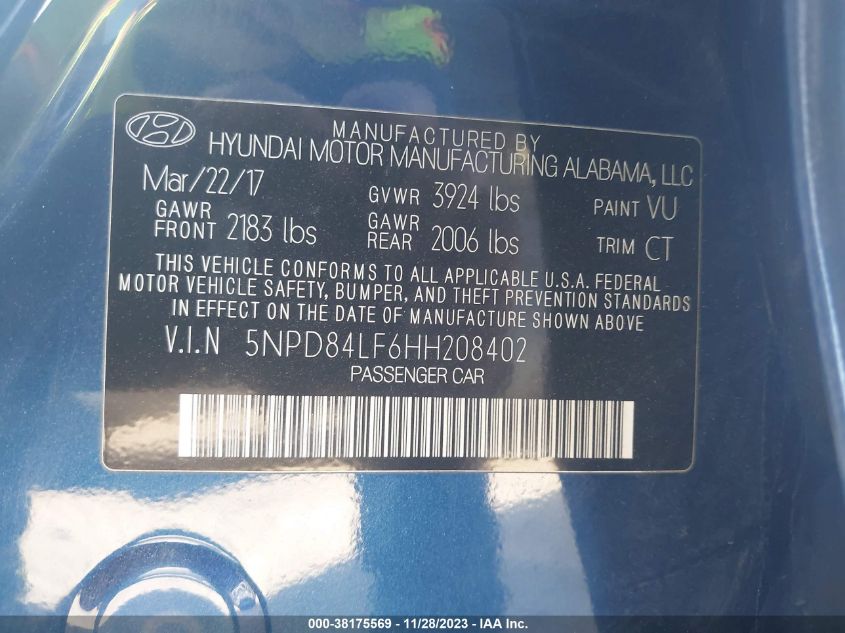 MANUFACTURED BY
HYUNDAI MOTOR MANUFACTURING ALABAMA, LLC
Mar/22/17 GVWR 3924 lbs PAINT VU
GAWR FRONT 2183 lbs GAWR REAR 2006 lbs TRIM CT
THIS VEHICLE CONFORMS TO ALL APPLICABLE U.S.A. FEDERAL
MOTOR VEHICLE SAFETY, BUMPER, AND THEFT PREVENTION STANDARDS
IN EFFECT ON THE DATE OF MANUFACTURE SHOWN ABOVE
V.I.N 5NPD84LF6HH208402
PASSENGER CAR
000-38175569 - 11/28/2023 - IAA Inc.